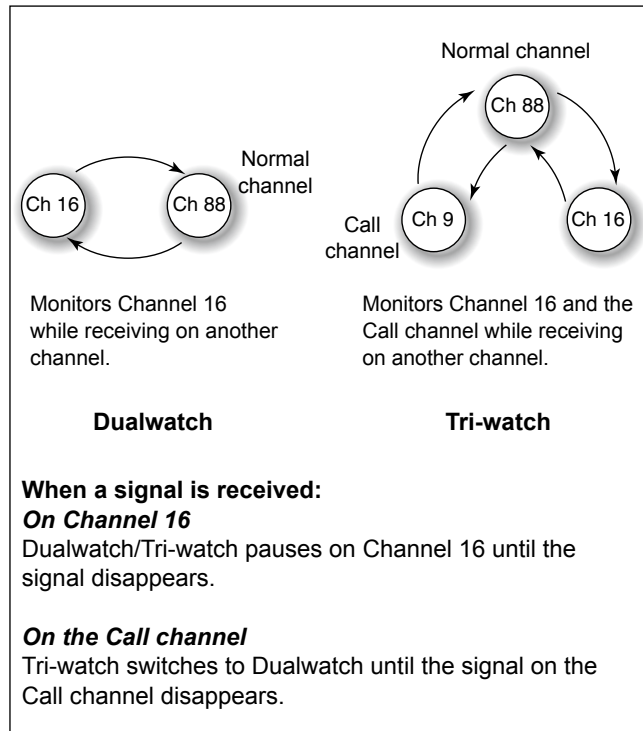 Ch 16
Ch 88
Normal
channel
Monitors Channel 16
while receiving on another
channel.
Dualwatch
Normal channel
Ch 88
Ch 9
Call
channel
Ch 16
Monitors Channel 16 and the
Call channel while receiving
on another channel.
Tri-watch
When a signal is received:
On Channel 16
Dualwatch/Tri-watch pauses on Channel 16 until the
signal disappears.
On the Call channel
Tri-watch switches to Dualwatch until the signal on the
Call channel disappears.